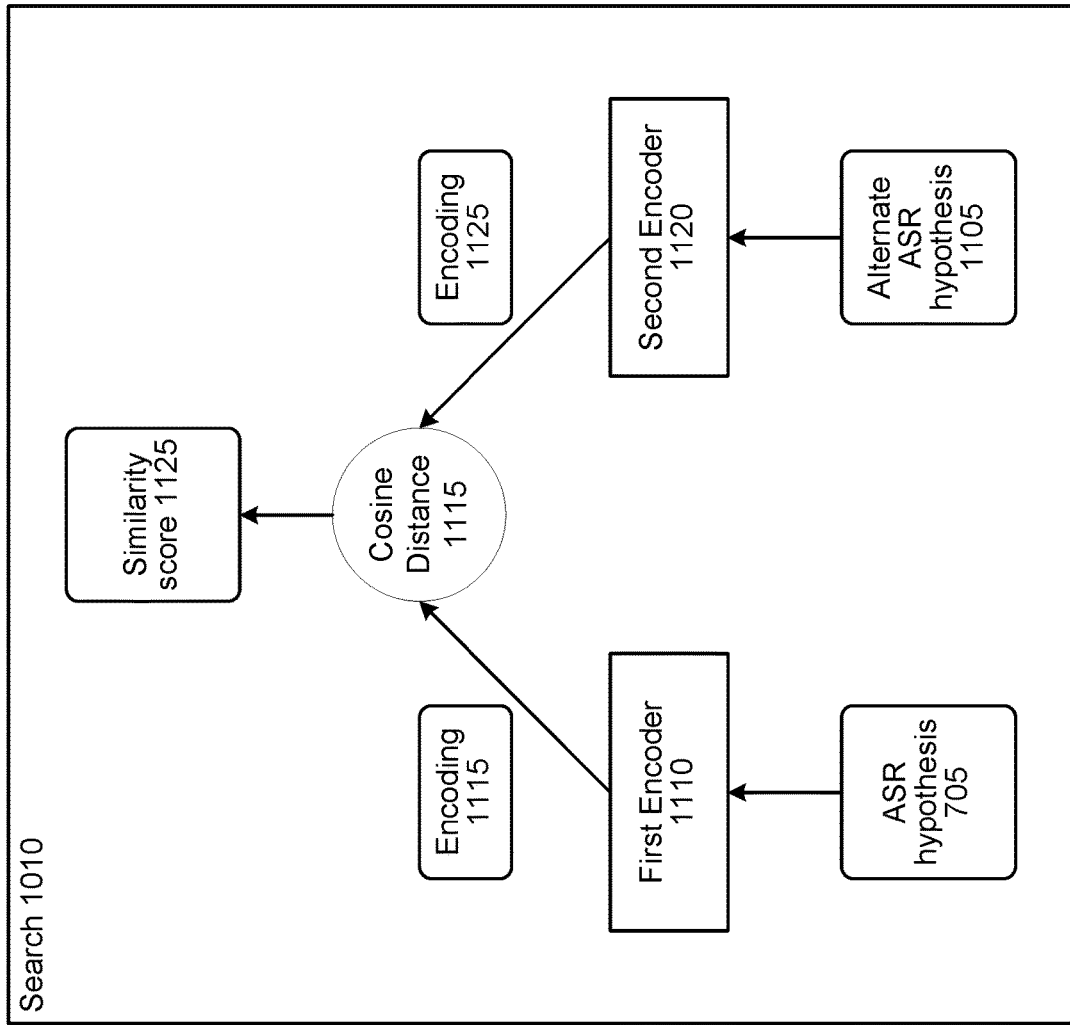 Search 1010
Similarity
score 1125
Encoding
1115
Cosine
Distance
1115
Encoding
1125
First Encoder
1110
Second Encoder
1120
ASR
hypothesis
705
Alternate
ASR
hypothesis
1105